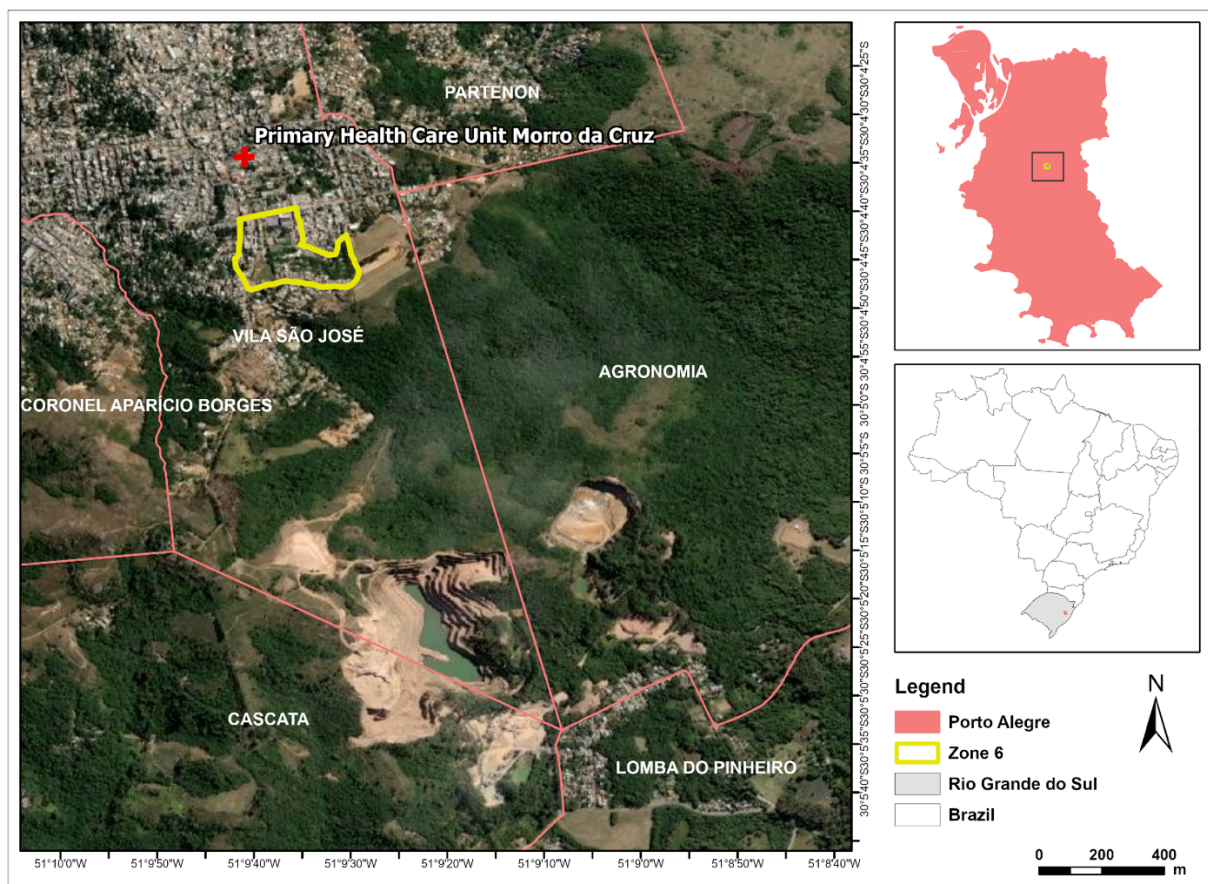 PARTENON
Primary Health Care Unit Morro da Cruz
VILA SÃO JOSÉ
AGRONOMIA
CORONEL APARÍCIO BORGES
CASCATA
LOMBA DO PINHEIRO
51°10'0"W 51°9'50"W 51°9'40"W 51°9'30"W 51°9'20"W 51°9'10"W 51°9'0"W 51°8'50"W 51°8'40"W
30°4'25"S
30°4'30"S
30°4'35"S
30°4'40"S
30°4'45"S
30°4'50"S
30°4'55"S
30°5'0"S
30°5'5"S
30°5'10"S
30°5'15"S
30°5'20"S
30°5'25"S
30°5'30"S
30°5'35"S
30°5'40"S
Legend
Porto Alegre
Zone 6
Rio Grande do Sul
Brazil
N
0 200 400
m